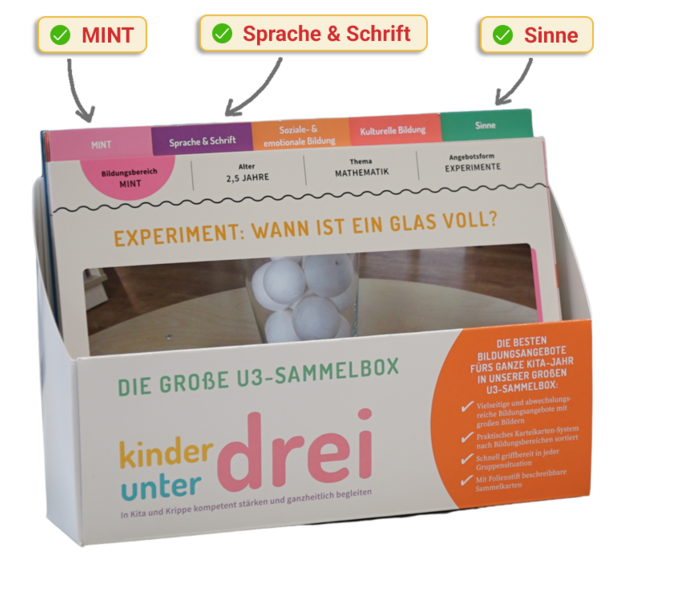 MINT
Sprache & Schrift
Sinne
MINT
Sprache & Schrift
Soziale- &
emotionale Bildung
Kulturelle Bildung
Sinne
Bildungsbereich
MINT
Alter
2,5 JAHRE
Thema
MATHEMATIK
Angebotsform
EXPERIMENTE
EXPERIMENT: WANN IST EIN GLAS VOLL?
DIE GROßE U3-SAMMELBOX
kinder
unter
drei
In Kita und Krippe kompetent stärken und ganzheitlich begleiten
DIE BESTEN
BILDUNGSANGEBOTE
FÜRS GANZE KITA-JAHR
IN UNSERER GROßEN
U3-SAMMELBOX:
Vielseitige und abwechslungs-
reiche Bildungsangebote mit
großen Bildern
Praktisches Karteikarten-System
nach Bildungsbereichen sortiert
Schnell griffbereit in jeder
Gruppensituation
Mit Folienstift beschreibbare
Sammelkarten